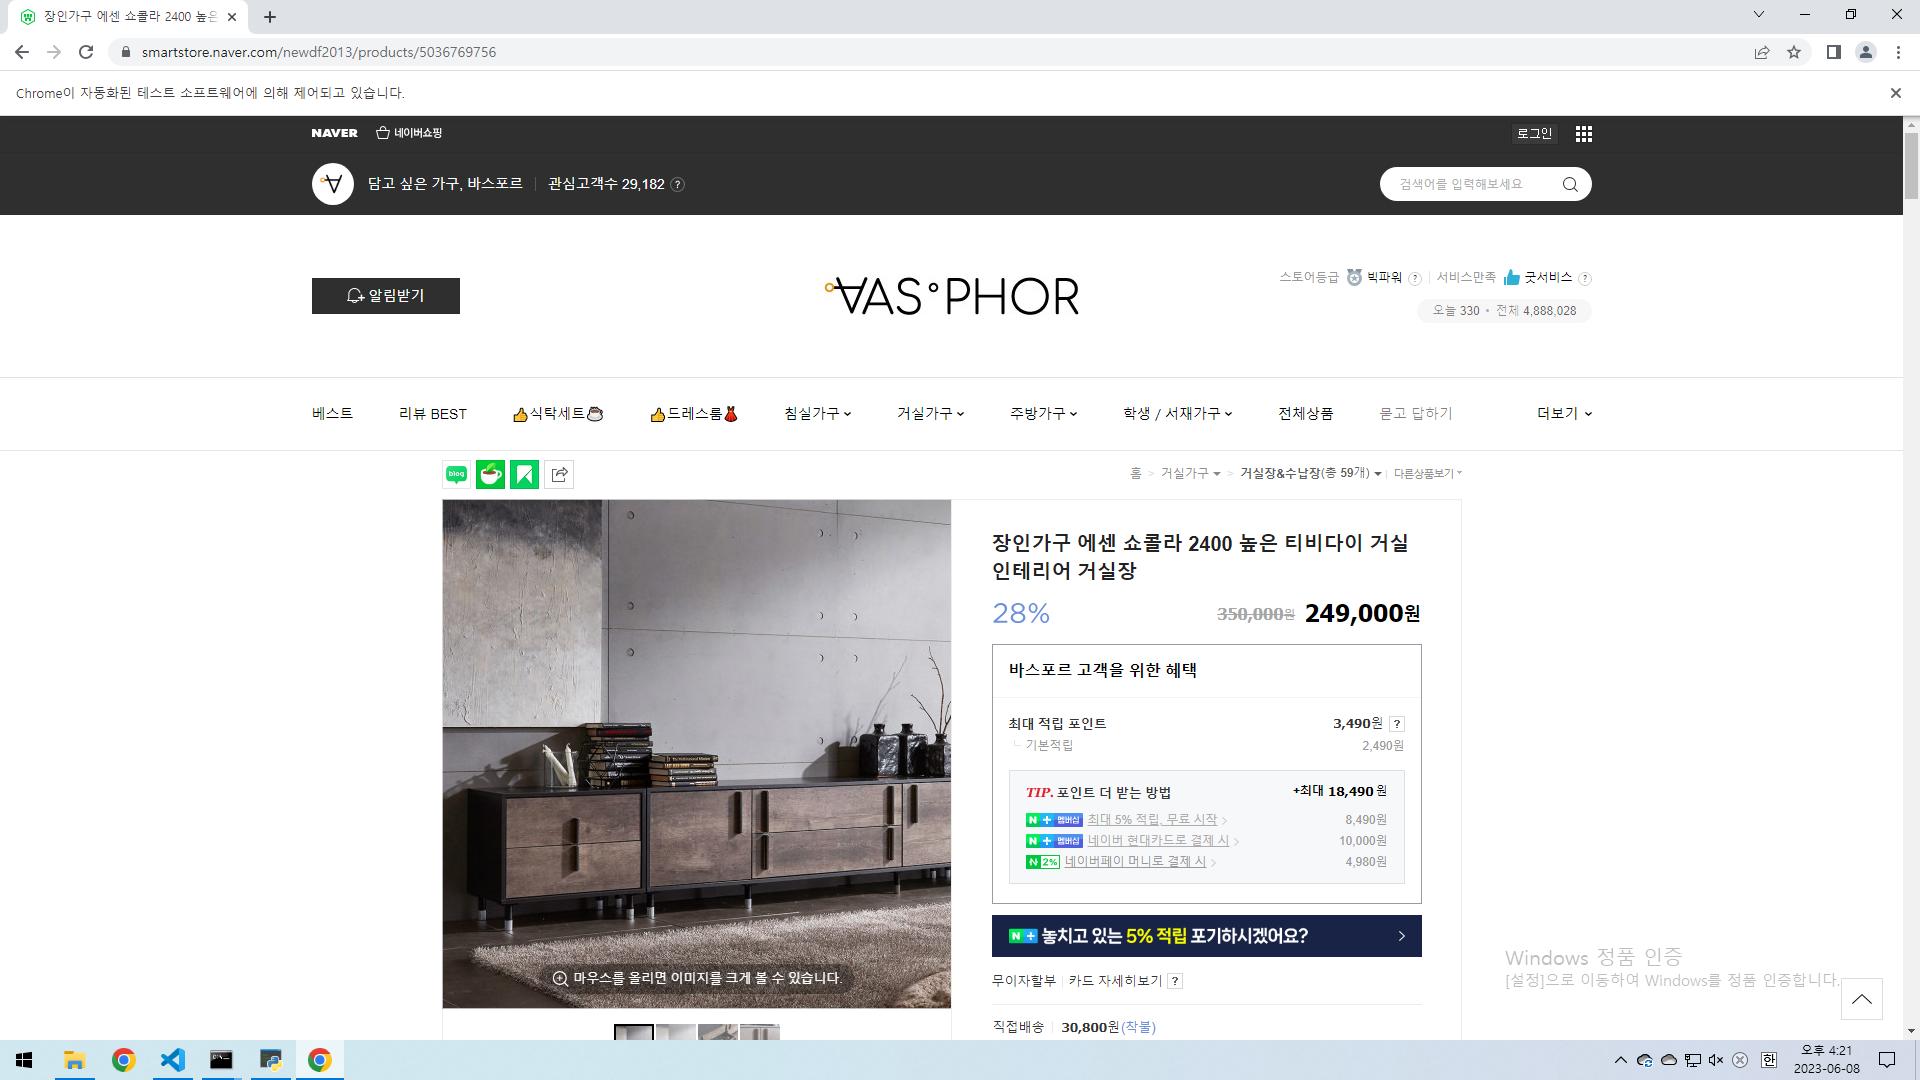 장인가구 에센 쇼콜라 2400 높은
smartstore.naver.com/newdf2013/products/5036769756
Chrome이 자동화된 테스트 소프트웨어에 의해 제어되고 있습니다.
NAVER 네이버쇼핑 로그인
담고 싶은 가구, 바스포르 관심고객수 29,182 ?
검색어를 입력해보세요
알림받기
VAS°PHOR
스토어등급 빅파워 ? 서비스만족 굿서비스 ?
오늘 330 • 전체 4,888,028
베스트 리뷰 BEST 👍식탁세트☕ 👍드레스룸👗 침실가구 거실가구 주방가구 학생 / 서재가구 전체상품 묻고 답하기 더보기
blog
홈 > 거실가구 > 거실장&수납장(총 59개) 다른상품보기
장인가구 에센 쇼콜라 2400 높은 티비다이 거실
인테리어 거실장
28% 350,000원 249,000원
바스포르 고객을 위한 혜택
최대 적립 포인트 3,490원 ?
기본적립 2,490원
TIP. 포인트 더 받는 방법 +최대 18,490 원
N+ 멤버십 최대 5% 적립, 무료 시작 > 8,490원
N+ 멤버십 네이버 현대카드로 결제 시 > 10,000원
N 2% 네이버페이 머니로 결제 시 > 4,980원
N+ 놓치고 있는 5% 적립 포기하시겠어요? >
마우스를 올리면 이미지를 크게 볼 수 있습니다.
무이자할부 카드 자세히보기 ?
직접배송 30,800원(착불)
Windows 정품 인증
[설정]으로 이동하여 Windows를 정품 인증합니다.
한
오후 4:21
2023-06-08